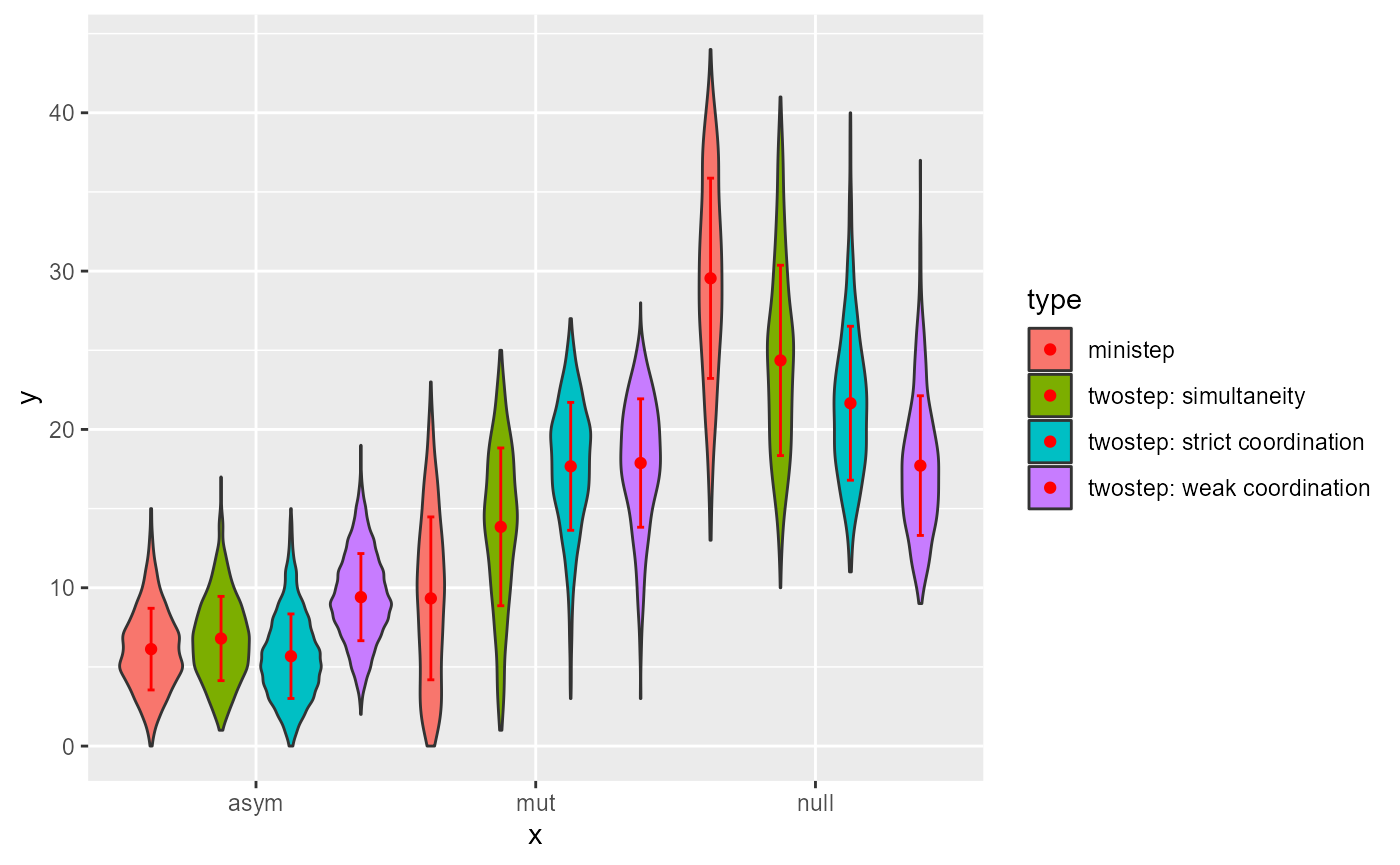 40
30
20
10
0
y
asym
mut
null
x
type
ministep
twostep: simultaneity
twostep: strict coordination
twostep: weak coordination